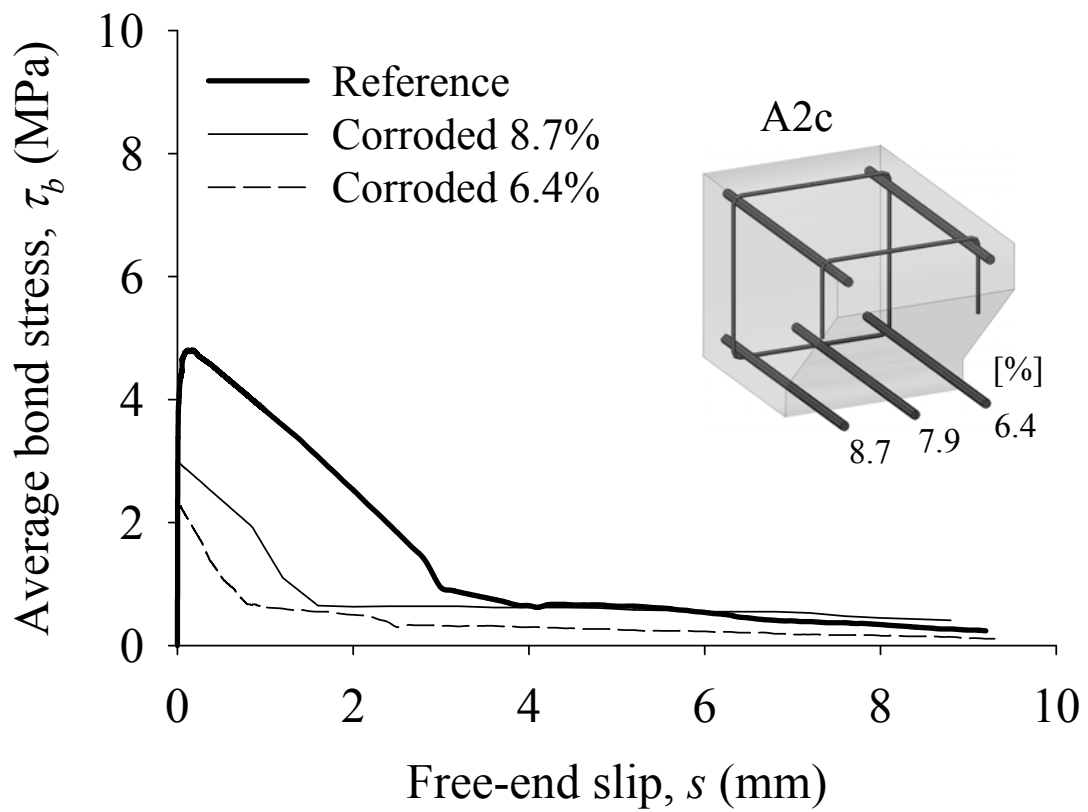 10
8
6
4
2
0
Average bond stress, τb (MPa)
Reference
Corroded 8.7%
Corroded 6.4%
A2c
[%]
8.7
7.9
6.4
0 2 4 6 8 10
Free-end slip, s (mm)